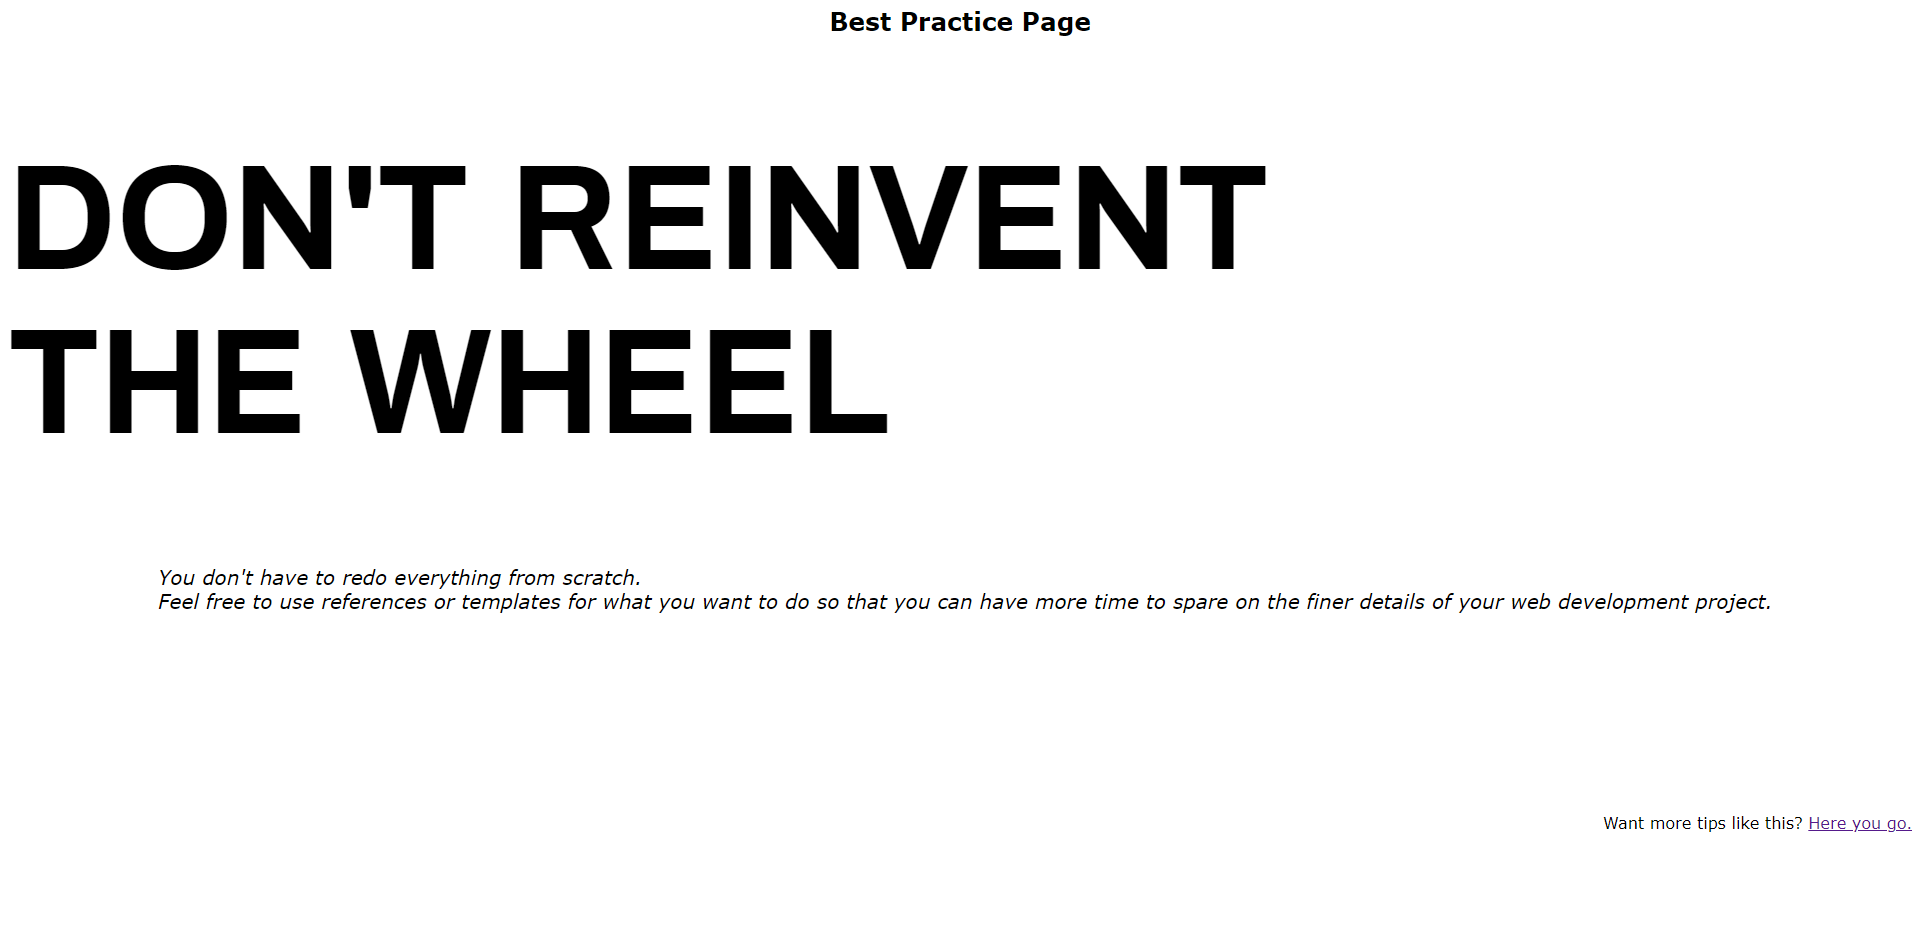 Best Practice Page
DON'T REINVENT
THE WHEEL
You don't have to redo everything from scratch.
Feel free to use references or templates for what you want to do so that you can have more time to spare on the finer details of your web development project.
Want more tips like this? Here you go.